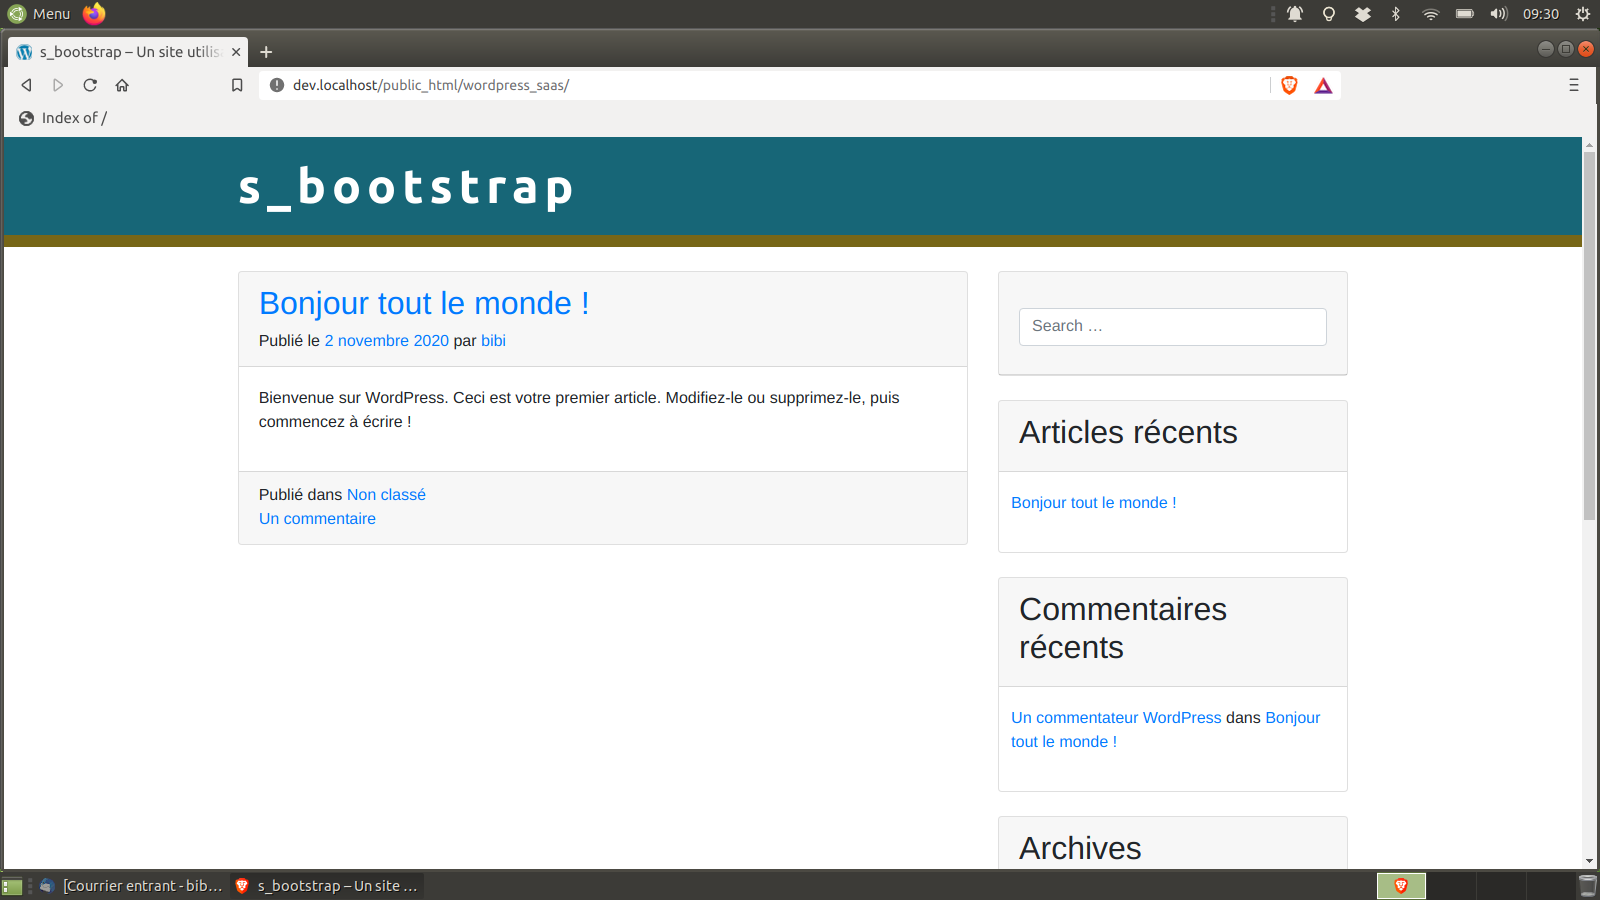 Menu
09:30
s_bootstrap – Un site utilis
dev.localhost/public_html/wordpress_saas/
Index of /
s_bootstrap
Bonjour tout le monde !
Publié le 2 novembre 2020 par bibi
Bienvenue sur WordPress. Ceci est votre premier article. Modifiez-le ou supprimez-le, puis
commencez à écrire !
Publié dans Non classé
Un commentaire
Search …
Articles récents
Bonjour tout le monde !
Commentaires
récents
Un commentateur WordPress dans Bonjour
tout le monde !
Archives
[Courrier entrant - bib…
s_bootstrap – Un site …